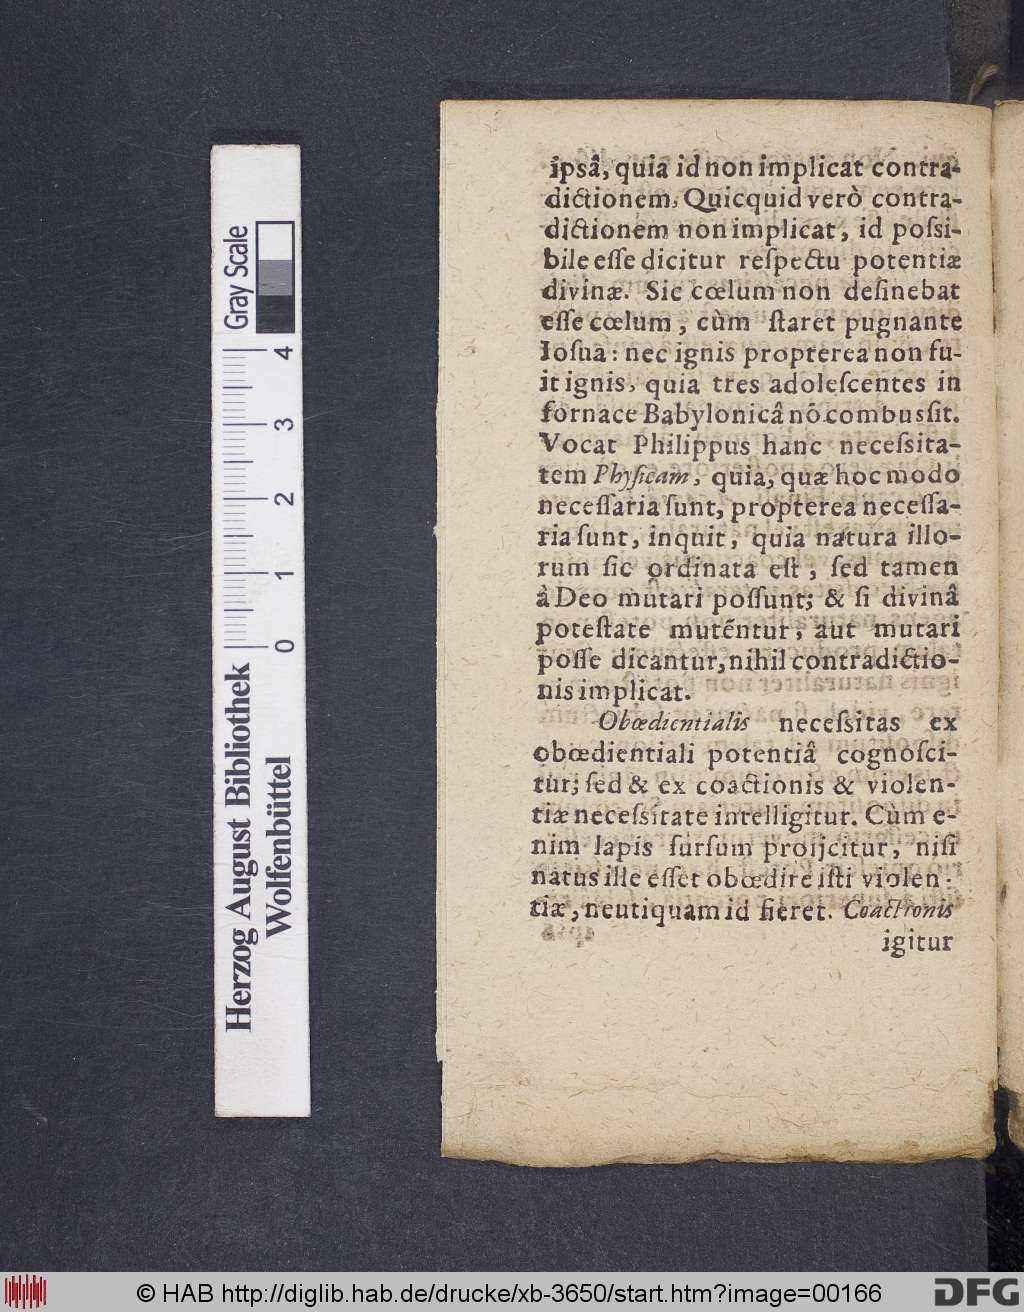 ipsâ, quia id non implicat contra-
dictionem. Quicquid verò contra-
dictionem non implicat, id poſsi-
bile eſſe dicitur reſpectu potentiæ
divinæ. Sic cœlum non deſinebat
eſſe cœlum, cùm ſtaret pugnante
Ioſua: nec ignis propterea non fu-
it ignis, quia tres adoleſcentes in
fornace Babylonicâ nō combusſit.
Vocat Philippus hanc neceſsita-
tem Phyſicam, quia, quæ hoc modo
neceſſaria ſunt, propterea neceſſa-
ria ſunt, inquit, quia natura illo-
rum ſic ordinata eſt, ſed tamen
à Deo mutari poſſunt; & ſi divinâ
poteſtate mutentur, aut mutari
poſſe dicantur, nihil contradictio-
nis implicat.
Obœdientialis neceſsitas ex
obœdientiali potentiâ cognoſci-
tur; ſed & ex coactionis & violen-
tiæ neceſsitate intelligitur. Cùm e-
nim lapis ſurſum proijcitur, niſi
natus ille eſſet obœdire iſti violen-
tiæ, neutiquam id fieret. Coactionis
igitur
Gray Scale
4
3
2
1
0
Herzog August Bibliothek
Wolfenbüttel
© HAB http://diglib.hab.de/drucke/xb-3650/start.htm?image=00166
DFG